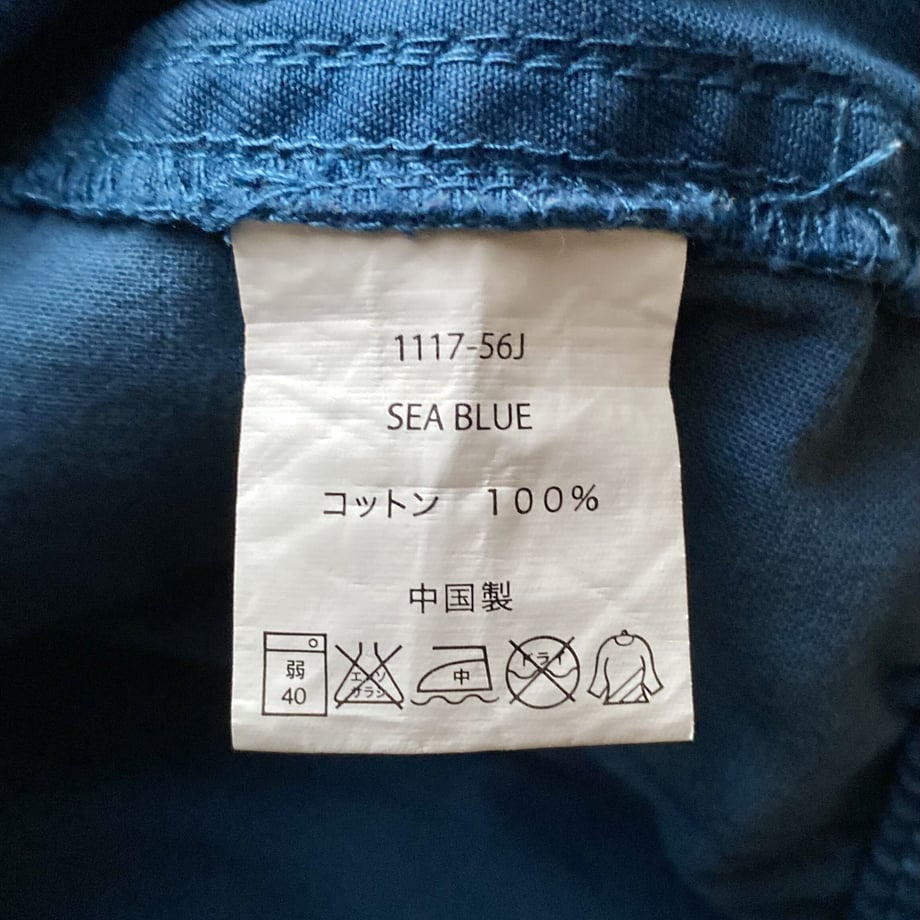 1117-56J
SEA BLUE
コットン　１００％
中国製
弱
40
エンソ
サラシ
中
ドライ